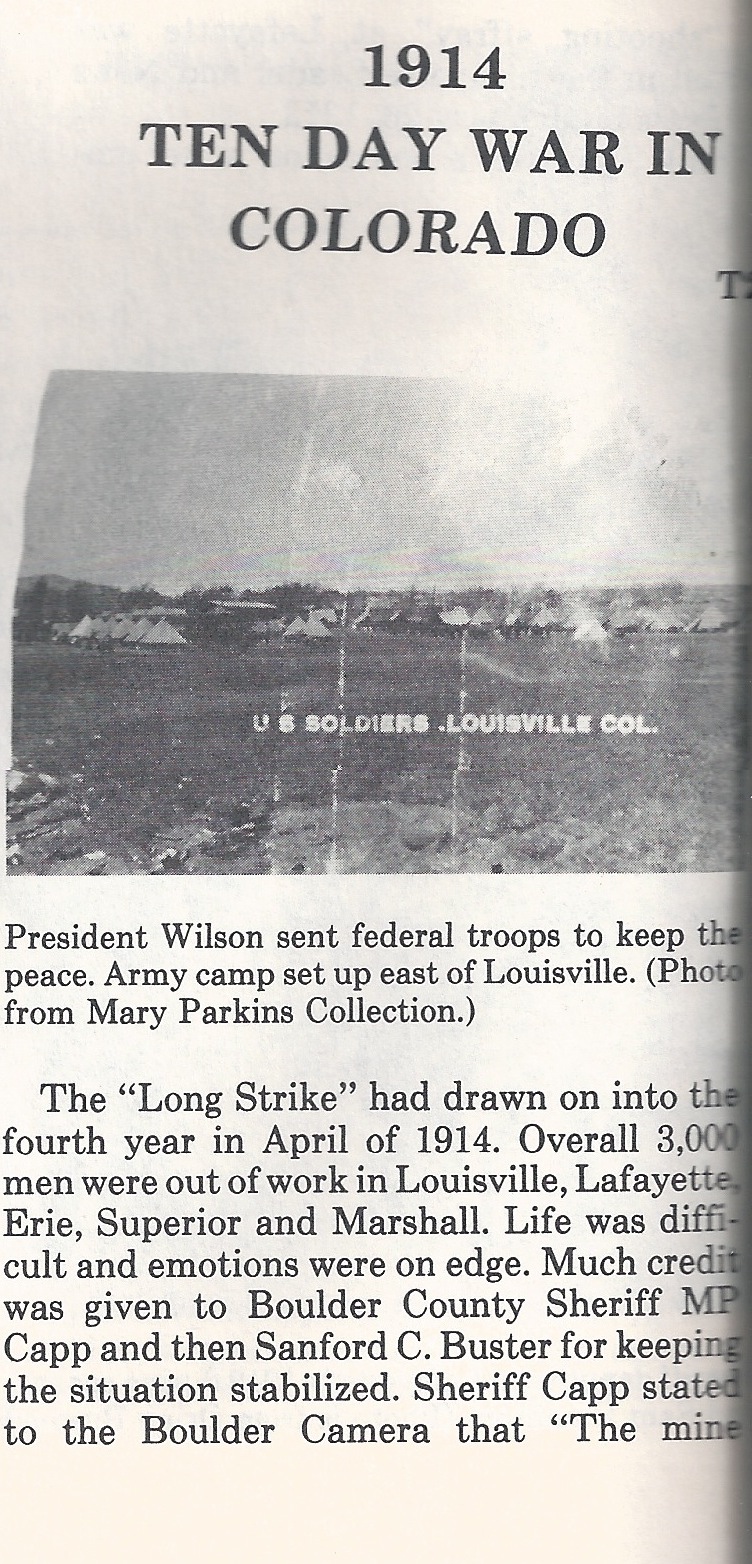 1914
TEN DAY WAR IN
COLORADO
U S SOLDIERS .LOUISVILLE COL.
President Wilson sent federal troops to keep the
peace. Army camp set up east of Louisville. (Photo
from Mary Parkins Collection.)
The “Long Strike” had drawn on into the
fourth year in April of 1914. Overall 3,000
men were out of work in Louisville, Lafayette,
Erie, Superior and Marshall. Life was diffi-
cult and emotions were on edge. Much credit
was given to Boulder County Sheriff MP
Capp and then Sanford C. Buster for keeping
the situation stabilized. Sheriff Capp stated
to the Boulder Camera that “The mine